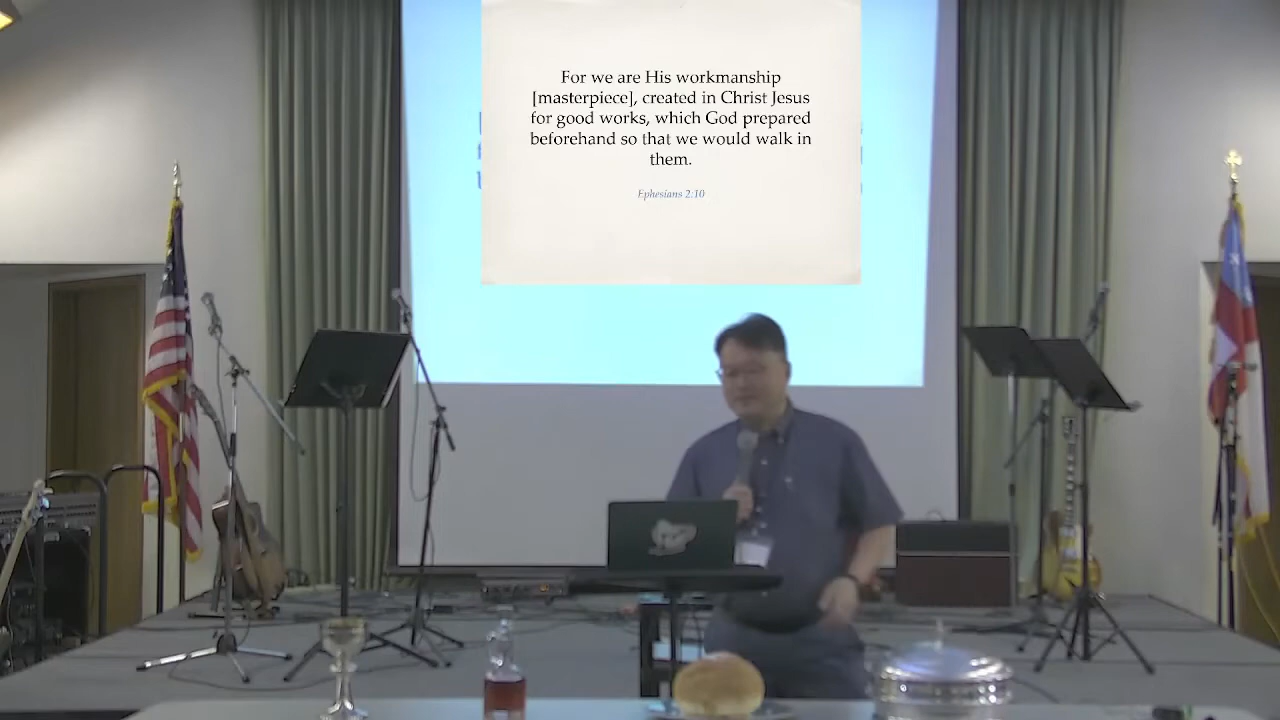 For we are His workmanship
[masterpiece], created in Christ Jesus
for good works, which God prepared
beforehand so that we would walk in
them.
Ephesians 2:10